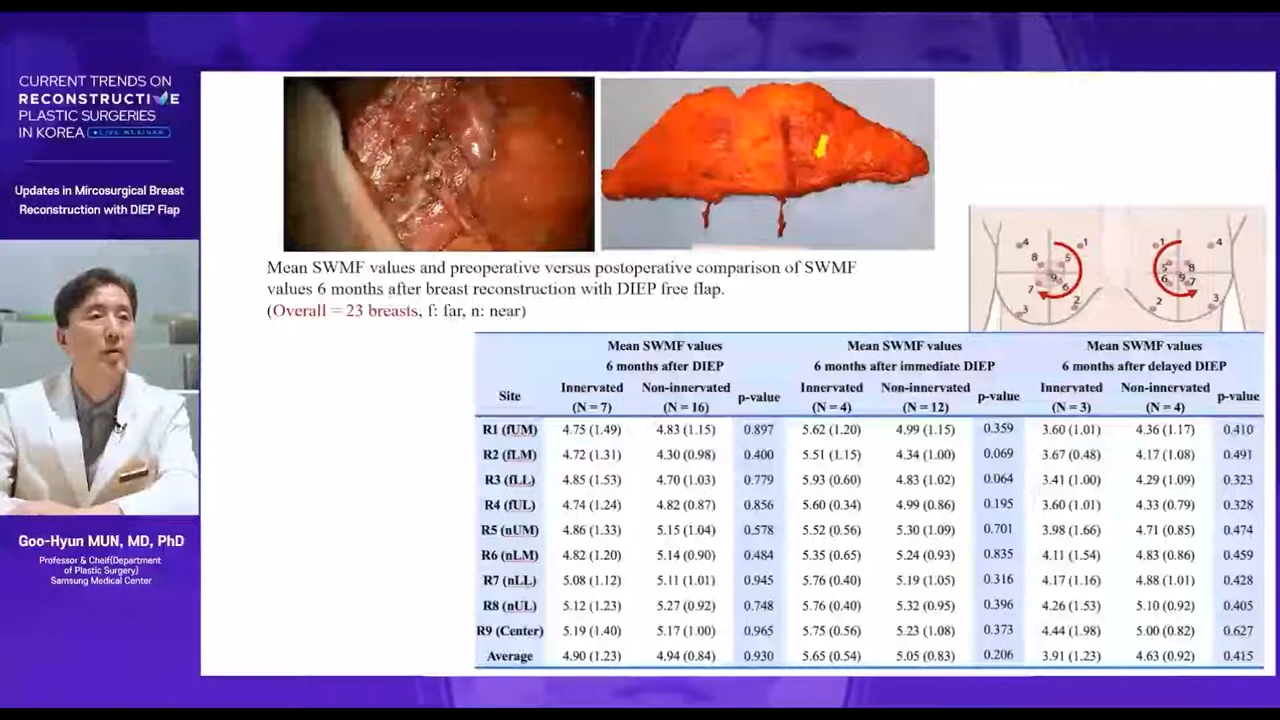 CURRENT TRENDS ON
RECONSTRUCTIVE
PLASTIC SURGERIES
IN KOREA • LIVE WEBINAR
Updates in Mircosurgical Breast
Reconstruction with DIEP Flap
Goo-Hyun MUN, MD, PhD
Professor & Cheif(Department
of Plastic Surgery)
Samsung Medical Center
Mean SWMF values and preoperative versus postoperative comparison of SWMF
values 6 months after breast reconstruction with DIEP free flap.
(Overall = 23 breasts, f: far, n: near)
4 1 1 4
8 5 5 8
9 9
7 6 6 7
3 2 2 3
Mean SWMF values Mean SWMF values Mean SWMF values
6 months after DIEP 6 months after immediate DIEP 6 months after delayed DIEP
Site Innervated (N = 7) Non-innervated (N = 16) p-value Innervated (N = 4) Non-innervated (N = 12) p-value Innervated (N = 3) Non-innervated (N = 4) p-value
R1 (fUM) 4.75 (1.49) 4.83 (1.15) 0.897 5.62 (1.20) 4.99 (1.15) 0.359 3.60 (1.01) 4.36 (1.17) 0.410
R2 (fLM) 4.72 (1.31) 4.30 (0.98) 0.400 5.51 (1.15) 4.34 (1.00) 0.069 3.67 (0.48) 4.17 (1.08) 0.491
R3 (fLL) 4.85 (1.53) 4.70 (1.03) 0.779 5.93 (0.60) 4.83 (1.02) 0.064 3.41 (1.00) 4.29 (1.09) 0.323
R4 (fUL) 4.74 (1.24) 4.82 (0.87) 0.856 5.60 (0.34) 4.99 (0.86) 0.195 3.60 (1.01) 4.33 (0.79) 0.328
R5 (nUM) 4.86 (1.33) 5.15 (1.04) 0.578 5.52 (0.56) 5.30 (1.09) 0.701 3.98 (1.66) 4.71 (0.85) 0.474
R6 (nLM) 4.82 (1.20) 5.14 (0.90) 0.484 5.35 (0.65) 5.24 (0.93) 0.835 4.11 (1.54) 4.83 (0.86) 0.459
R7 (nLL) 5.08 (1.12) 5.11 (1.01) 0.945 5.76 (0.40) 5.19 (1.05) 0.316 4.17 (1.16) 4.88 (1.01) 0.428
R8 (nUL) 5.12 (1.23) 5.27 (0.92) 0.748 5.76 (0.40) 5.32 (0.95) 0.396 4.26 (1.53) 5.10 (0.92) 0.405
R9 (Center) 5.19 (1.40) 5.17 (1.00) 0.965 5.75 (0.56) 5.23 (1.08) 0.373 4.44 (1.98) 5.00 (0.82) 0.627
Average 4.90 (1.23) 4.94 (0.84) 0.930 5.65 (0.54) 5.05 (0.83) 0.206 3.91 (1.23) 4.63 (0.92) 0.415